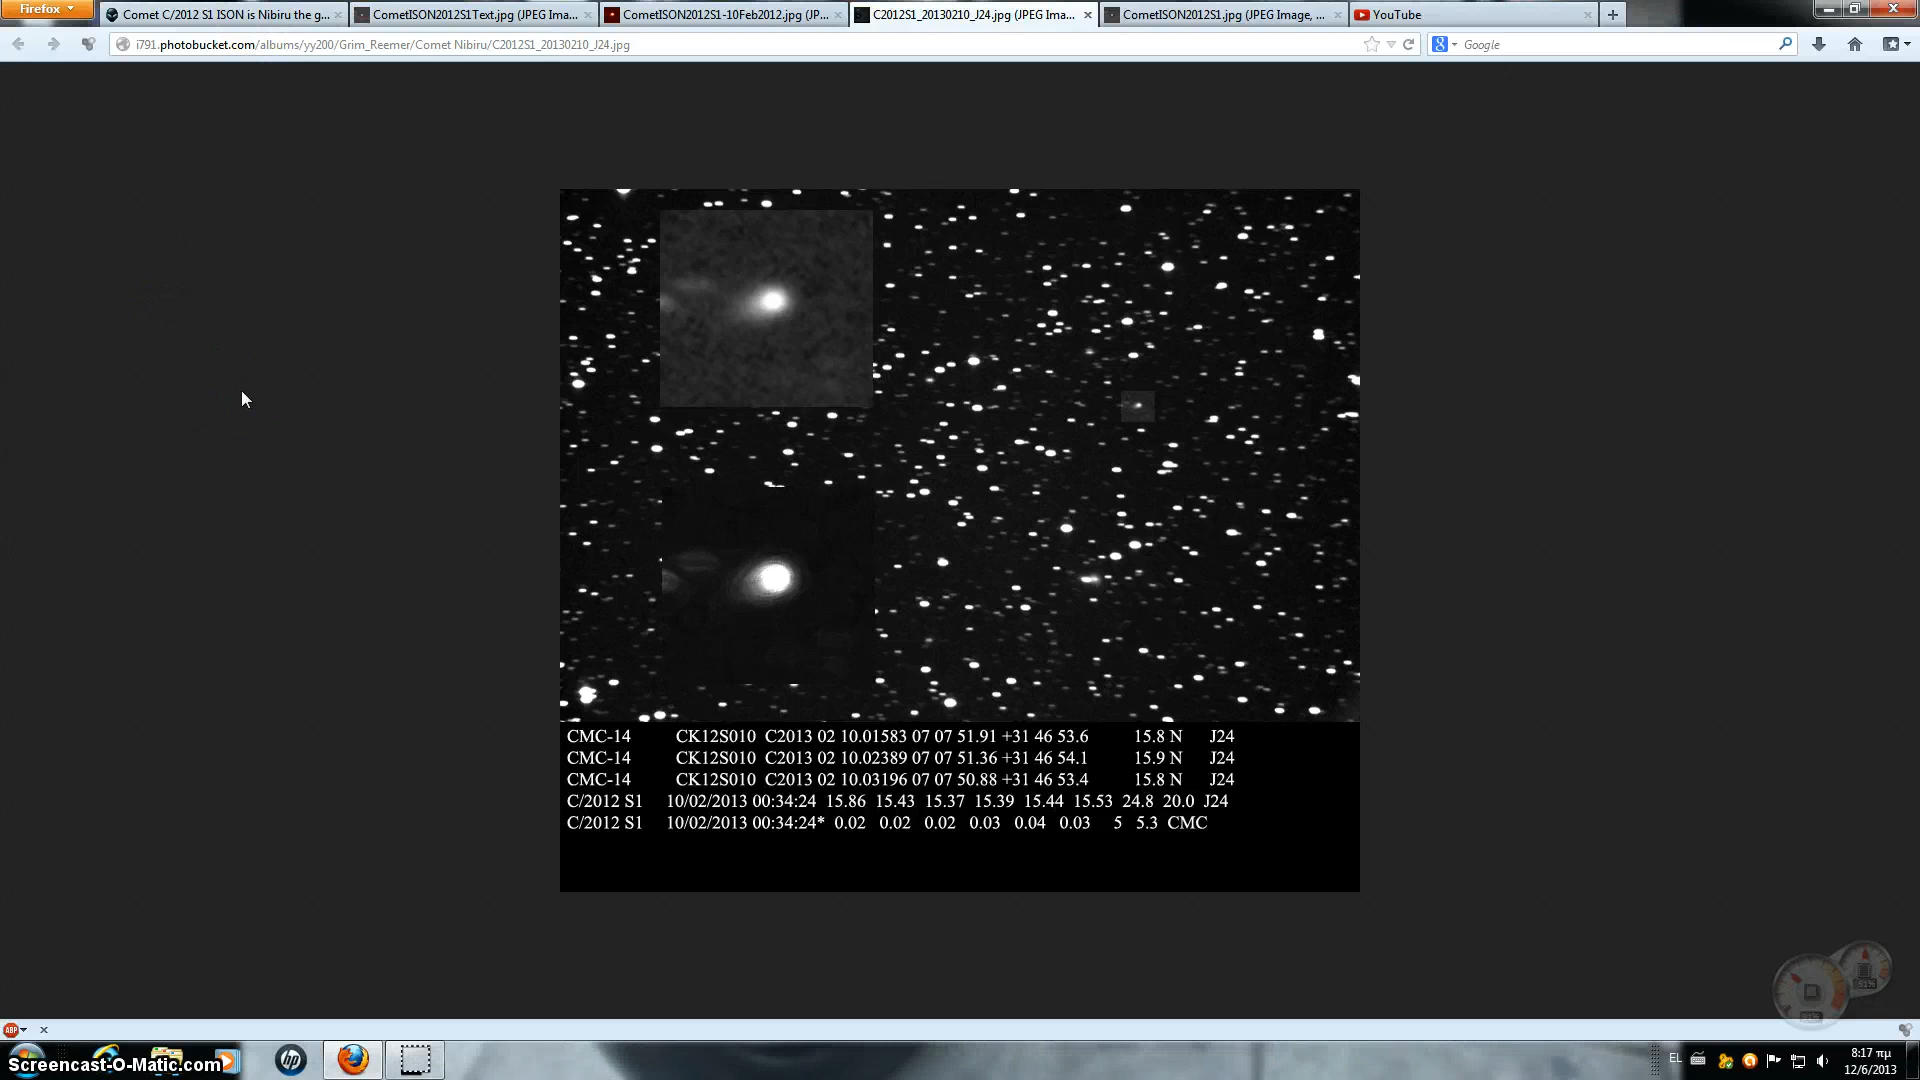 Firefox
Comet C/2012 S1 ISON is Nibiru the g...
CometISON2012S1Text.jpg (JPEG Ima...
CometISON2012S1-10Feb2012.jpg (JP...
C2012S1_20130210_J24.jpg (JPEG Ima...
CometISON2012S1.jpg (JPEG Image, ...
YouTube
i791.photobucket.com/albums/yy200/Grim_Reemer/Comet Nibiru/C2012S1_20130210_J24.jpg
Google
CMC-14 CK12S010 C2013 02 10.01583 07 07 51.91 +31 46 53.6 15.8 N J24
CMC-14 CK12S010 C2013 02 10.02389 07 07 51.36 +31 46 54.1 15.9 N J24
CMC-14 CK12S010 C2013 02 10.03196 07 07 50.88 +31 46 53.4 15.8 N J24
C/2012 S1 10/02/2013 00:34:24 15.86 15.43 15.37 15.39 15.44 15.53 24.8 20.0 J24
C/2012 S1 10/02/2013 00:34:24* 0.02 0.02 0.02 0.03 0.04 0.03 5 5.3 CMC
ABP
Screencast-O-Matic.com
hp
EL
8:17 πμ
12/6/2013